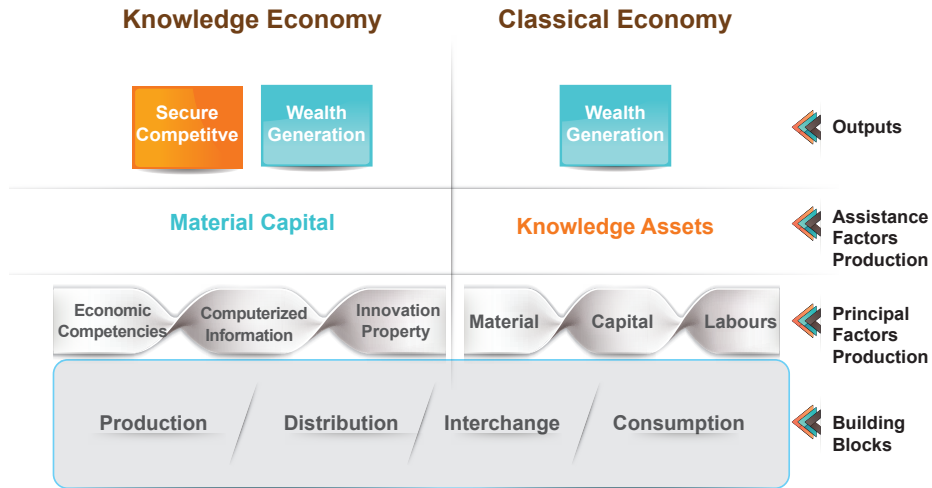 Knowledge Economy
Classical Economy
Secure
Competitve
Wealth
Generation
Wealth
Generation
Outputs
Material Capital
Knowledge Assets
Assistance
Factors
Production
Economic
Competencies
Computerized
Information
Innovation
Property
Material
Capital
Labours
Principal
Factors
Production
Production
Distribution
Interchange
Consumption
Building
Blocks